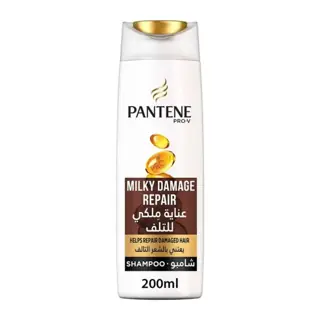 PANTENE
PRO-V
MILKY DAMAGE
REPAIR
عناية ملكي
للتلف
HELPS REPAIR DAMAGED HAIR
يعتني بالشعر التالف
SHAMPOO • شامبو
200ml